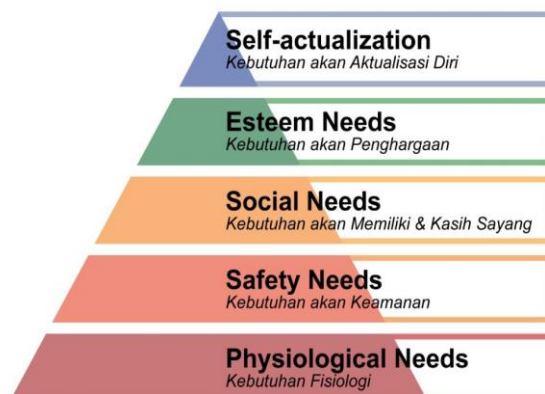 Self-actualization
Kebutuhan akan Aktualisasi Diri
Esteem Needs
Kebutuhan akan Penghargaan
Social Needs
Kebutuhan akan Memiliki & Kasih Sayang
Safety Needs
Kebutuhan akan Keamanan
Physiological Needs
Kebutuhan Fisiologi